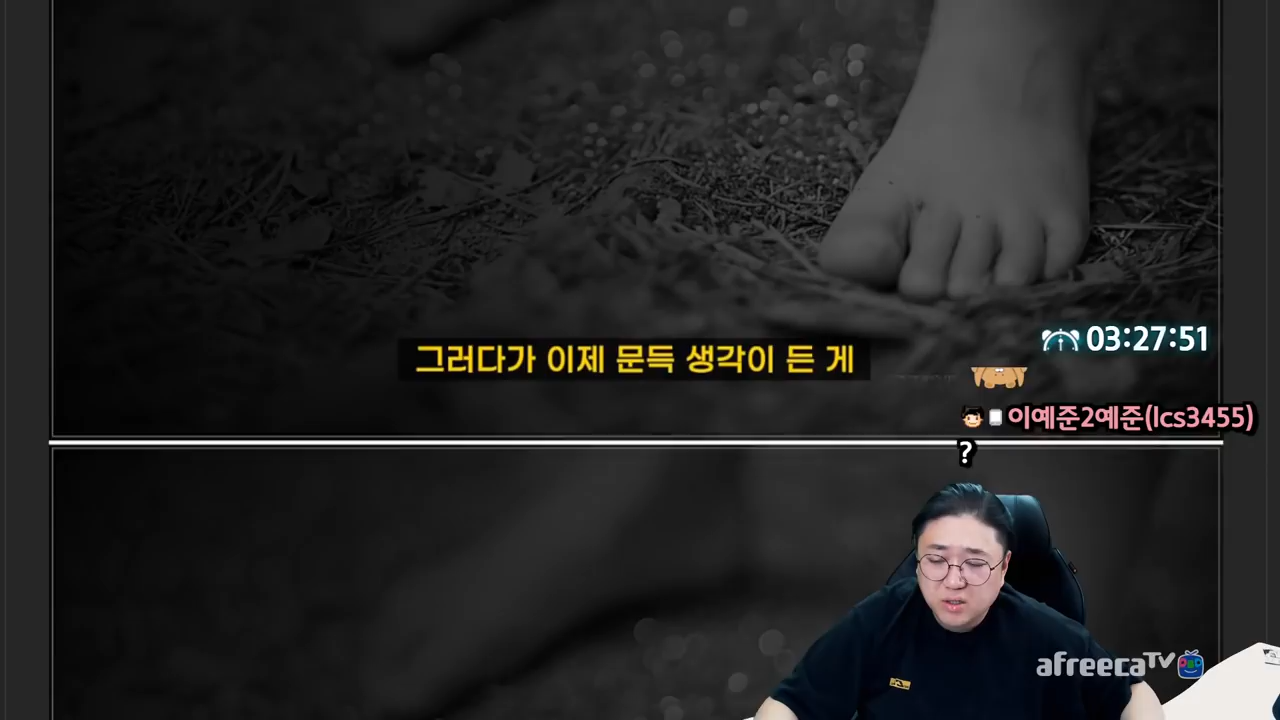 그러다가 이제 문득 생각이 든 게
03:27:51
이예준2예준(lcs3455)
?
afreecaTV